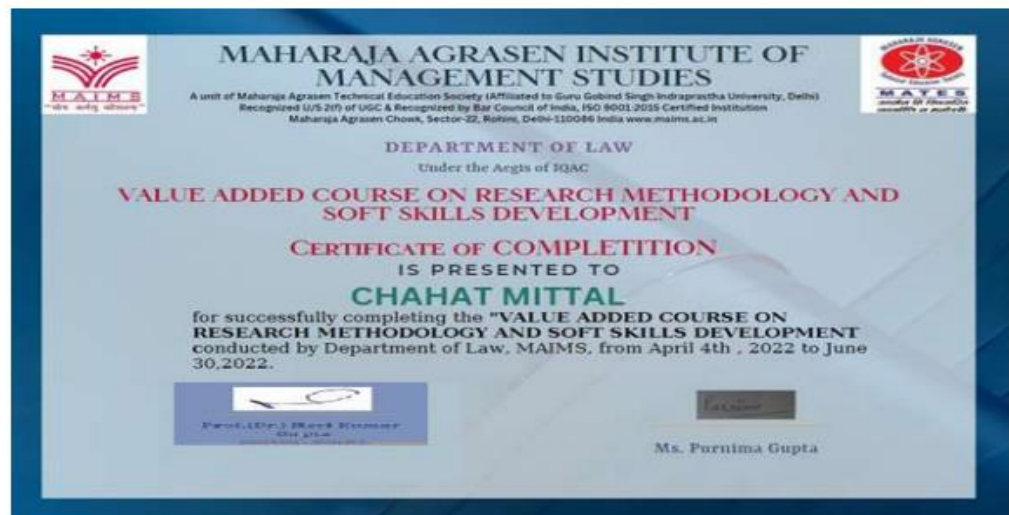 MAHARAJA AGRASEN INSTITUTE OF
MANAGEMENT STUDIES
A unit of Maharaja Agrasen Technical Education Society (Affiliated to Guru Gobind Singh Indraprastha University, Delhi)
Recognized U/S 2(f) of UGC & Recognized by Bar Council of India, ISO 9001:2015 Certified Institution
Maharaja Agrasen Chowk, Sector-22, Rohini, Delhi-110086 India www.maims.ac.in
MAIMS
MATES
DEPARTMENT OF LAW
Under the Aegis of IQAC
VALUE ADDED COURSE ON RESEARCH METHODOLOGY AND
SOFT SKILLS DEVELOPMENT
CERTIFICATE OF COMPLETITION
IS PRESENTED TO
CHAHAT MITTAL
for successfully completing the "VALUE ADDED COURSE ON
RESEARCH METHODOLOGY AND SOFT SKILLS DEVELOPMENT
conducted by Department of Law, MAIMS, from April 4th , 2022 to June
30,2022.
Prof.(Dr.) Kumar
Gupta
Ms. Purnima Gupta